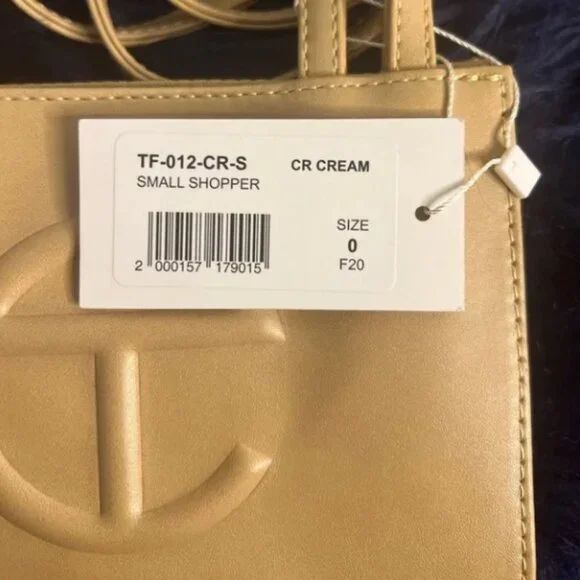 TF-012-CR-S CR CREAM
SMALL SHOPPER
SIZE
0
F20
2 000157 179015